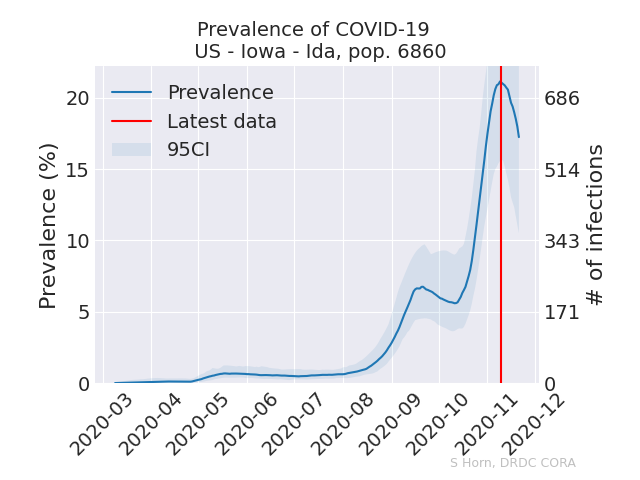 Prevalence of COVID-19
US - Iowa - Ida, pop. 6860
Prevalence
Latest data
95CI
Prevalence (%)
20
15
10
5
0
686
514
343
171
0
# of infections
2020-03
2020-04
2020-05
2020-06
2020-07
2020-08
2020-09
2020-10
2020-11
2020-12
S Horn, DRDC CORA